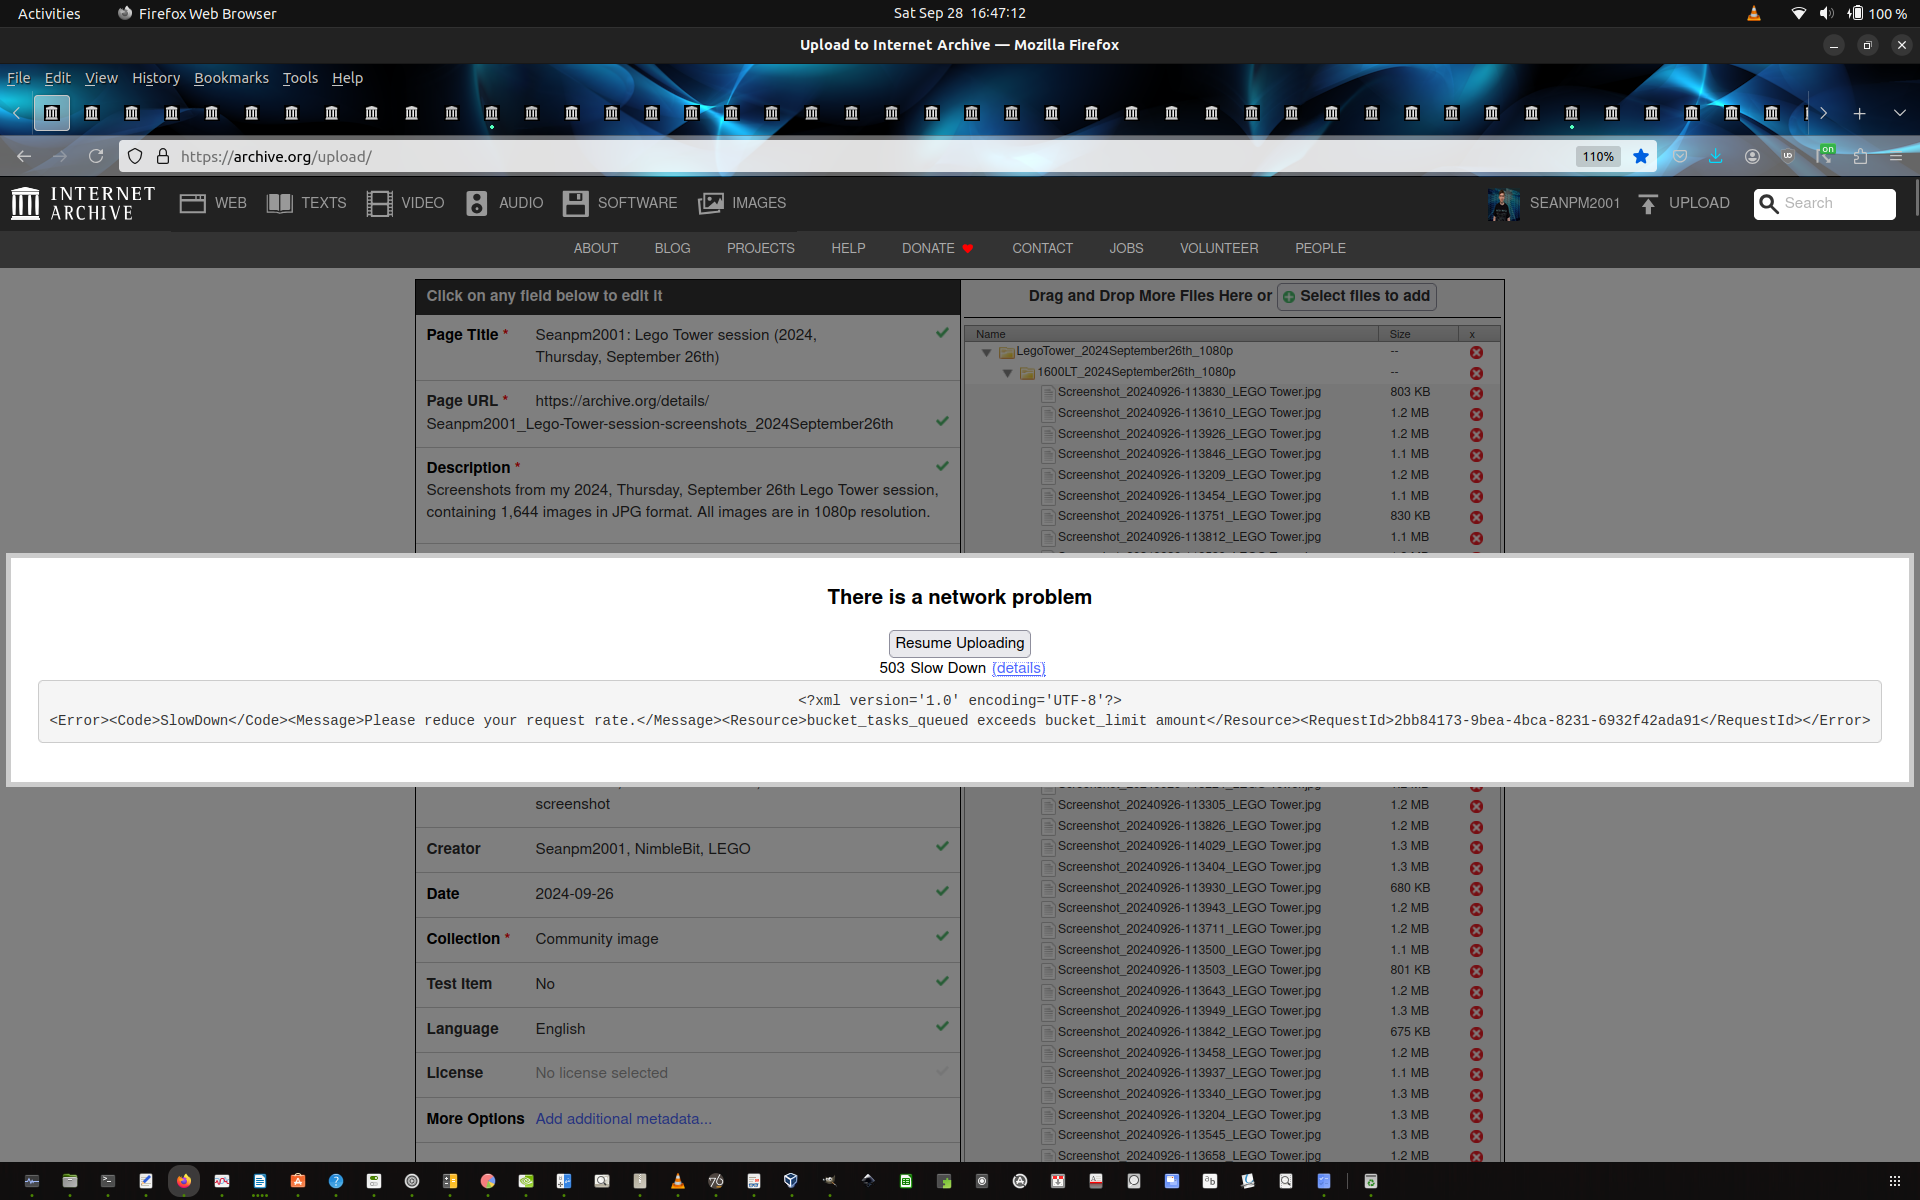 Activities
Firefox Web Browser
Sat Sep 28 16:47:12
100 %
Upload to Internet Archive — Mozilla Firefox
File Edit View History Bookmarks Tools Help
https://archive.org/upload/
110%
on
INTERNET ARCHIVE
WEB TEXTS VIDEO AUDIO SOFTWARE IMAGES
SEANPM2001 UPLOAD Search
ABOUT BLOG PROJECTS HELP DONATE CONTACT JOBS VOLUNTEER PEOPLE
Click on any field below to edit it
Page Title * Seanpm2001: Lego Tower session (2024,
Thursday, September 26th)
Page URL * https://archive.org/details/
Seanpm2001_Lego-Tower-session-screenshots_2024September26th
Description *
Screenshots from my 2024, Thursday, September 26th Lego Tower session,
containing 1,644 images in JPG format. All images are in 1080p resolution.
Drag and Drop More Files Here or Select files to add
Name Size x
LegoTower_2024September26th_1080p --
1600LT_2024September26th_1080p --
Screenshot_20240926-113830_LEGO Tower.jpg 803 KB
Screenshot_20240926-113610_LEGO Tower.jpg 1.2 MB
Screenshot_20240926-113926_LEGO Tower.jpg 1.2 MB
Screenshot_20240926-113846_LEGO Tower.jpg 1.1 MB
Screenshot_20240926-113209_LEGO Tower.jpg 1.2 MB
Screenshot_20240926-113454_LEGO Tower.jpg 1.1 MB
Screenshot_20240926-113751_LEGO Tower.jpg 830 KB
Screenshot_20240926-113812_LEGO Tower.jpg 1.1 MB
There is a network problem
Resume Uploading
503 Slow Down (details)
<?xml version='1.0' encoding='UTF-8'?>
<Error><Code>SlowDown</Code><Message>Please reduce your request rate.</Message><Resource>bucket_tasks_queued exceeds bucket_limit amount</Resource><RequestId>2bb84173-9bea-4bca-8231-6932f42ada91</RequestId></Error>
screenshot
Creator Seanpm2001, NimbleBit, LEGO
Date 2024-09-26
Collection * Community image
Test Item No
Language English
License No license selected
More Options Add additional metadata...
Screenshot_20240926-113305_LEGO Tower.jpg 1.2 MB
Screenshot_20240926-113826_LEGO Tower.jpg 1.2 MB
Screenshot_20240926-114029_LEGO Tower.jpg 1.3 MB
Screenshot_20240926-113404_LEGO Tower.jpg 1.3 MB
Screenshot_20240926-113930_LEGO Tower.jpg 680 KB
Screenshot_20240926-113943_LEGO Tower.jpg 1.2 MB
Screenshot_20240926-113711_LEGO Tower.jpg 1.2 MB
Screenshot_20240926-113500_LEGO Tower.jpg 1.1 MB
Screenshot_20240926-113503_LEGO Tower.jpg 801 KB
Screenshot_20240926-113643_LEGO Tower.jpg 1.2 MB
Screenshot_20240926-113949_LEGO Tower.jpg 1.3 MB
Screenshot_20240926-113842_LEGO Tower.jpg 675 KB
Screenshot_20240926-113458_LEGO Tower.jpg 1.2 MB
Screenshot_20240926-113937_LEGO Tower.jpg 1.1 MB
Screenshot_20240926-113340_LEGO Tower.jpg 1.3 MB
Screenshot_20240926-113204_LEGO Tower.jpg 1.3 MB
Screenshot_20240926-113545_LEGO Tower.jpg 1.3 MB
Screenshot_20240926-113658_LEGO Tower.jpg 1.2 MB